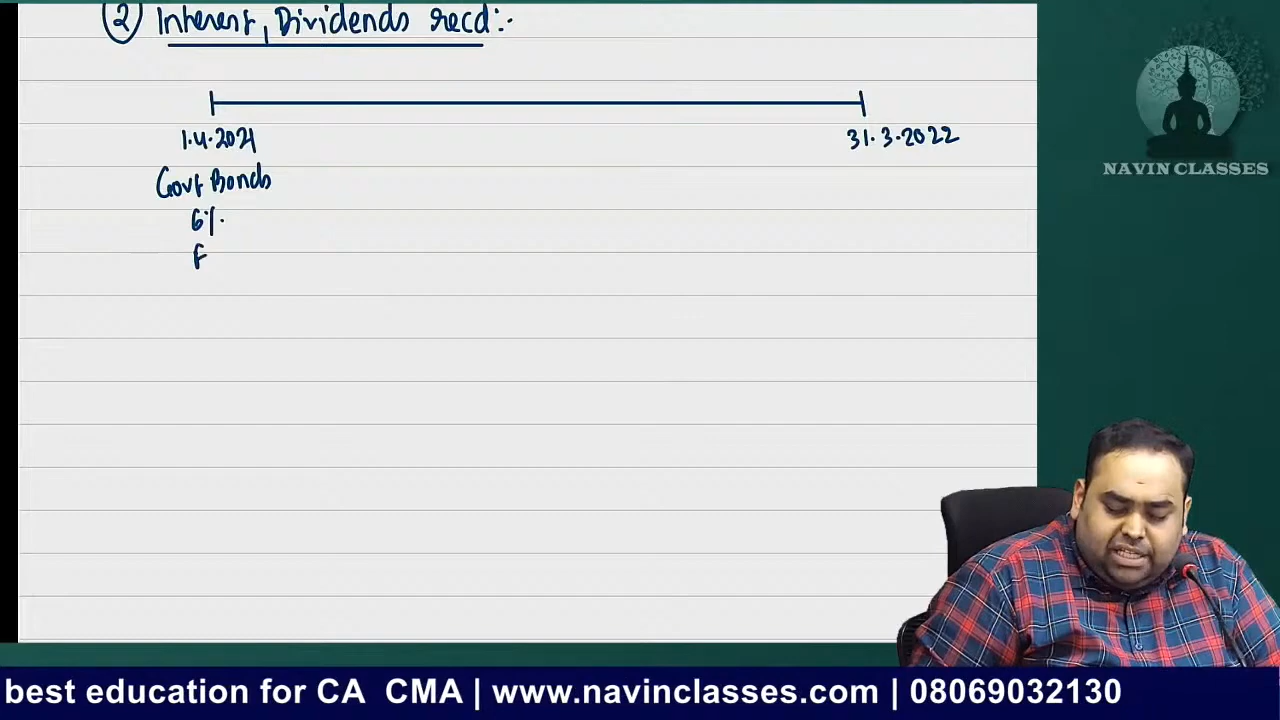 ② Interest, Dividends recd:-
1.4.2021
31.3.2022
Govt Bonds
6%.
F
NAVIN CLASSES
best education for CA CMA | www.navinclasses.com | 08069032130